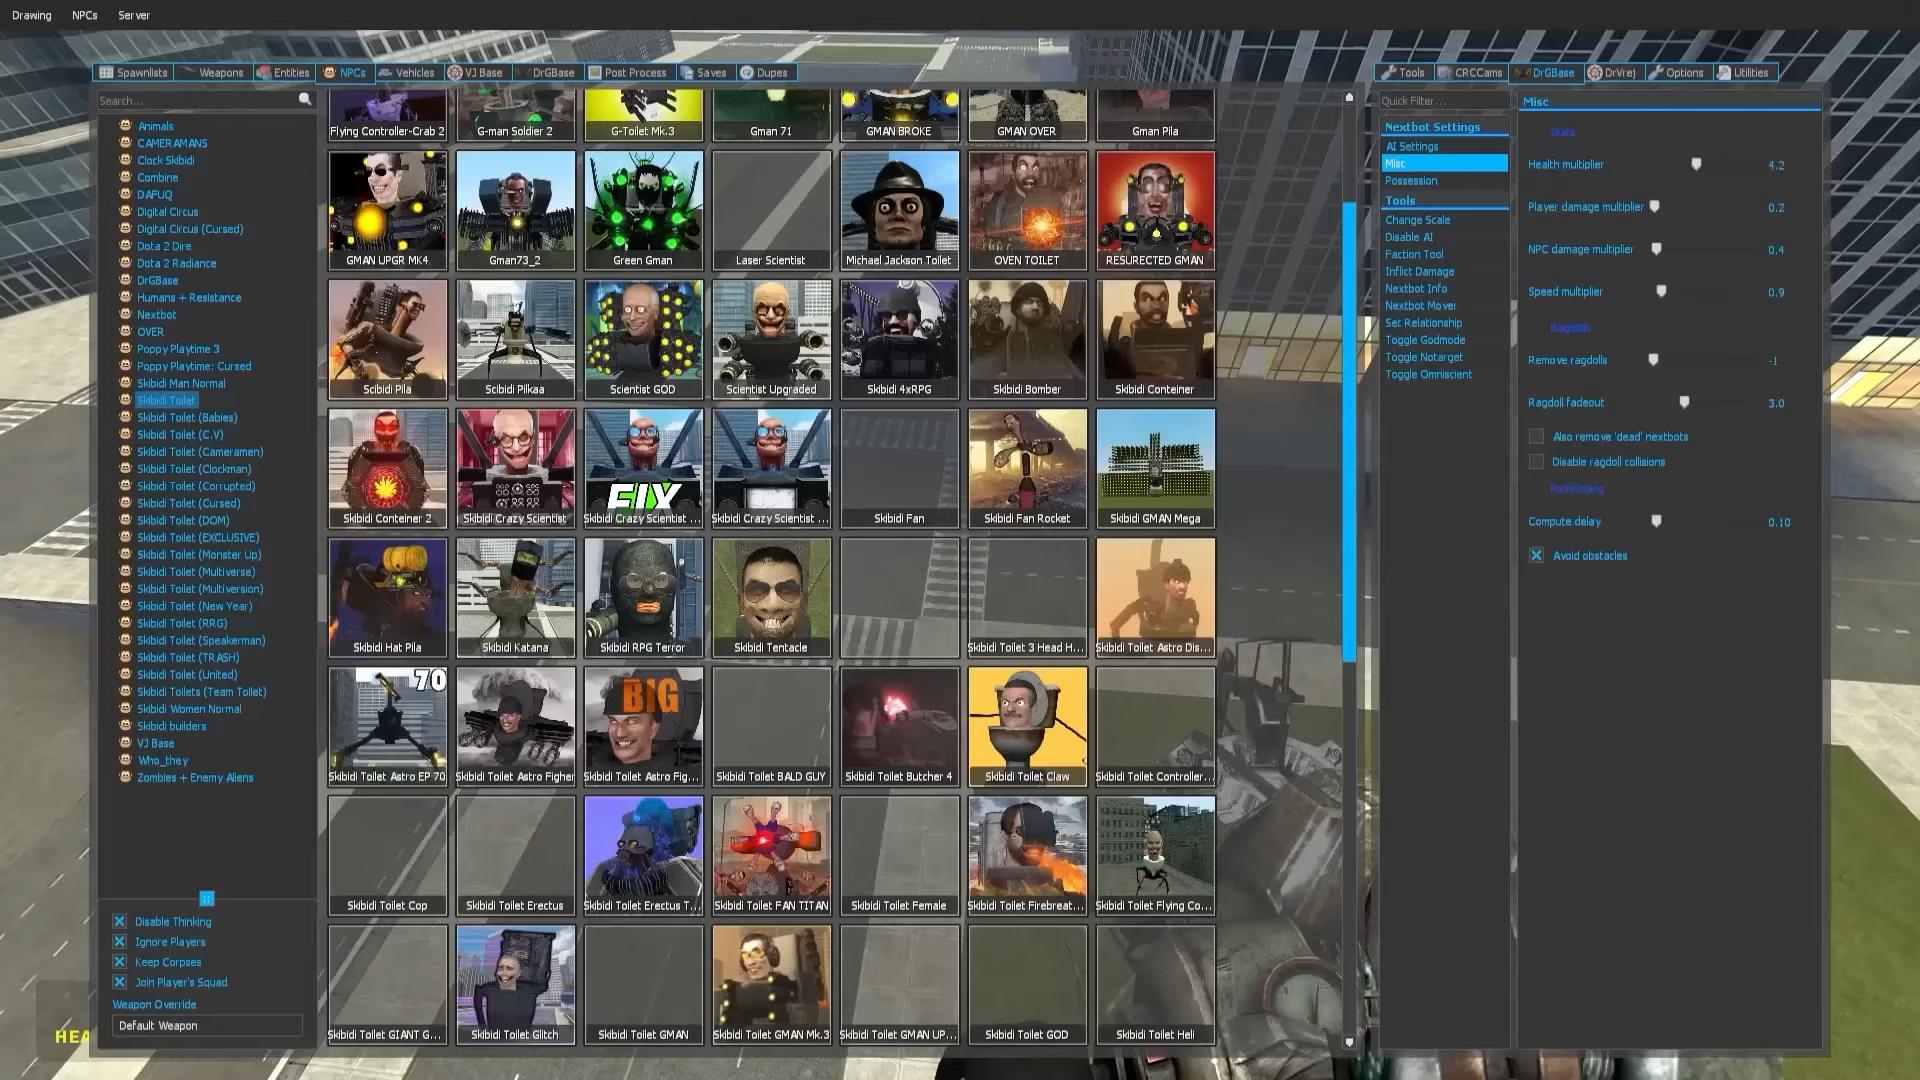 Drawing NPCs Server
Spawnlists Weapons Entities NPCs Vehicles VJ Base DrGBase Post Process Saves Dupes
Tools CRCCams DrGBase DrVrej Options Utilities
Search...
Animals
CAMERAMANS
Clock Skibidi
Combine
DAFUQ
Digital Circus
Digital Circus (Cursed)
Dota 2 Dire
Dota 2 Radiance
DrGBase
Humans + Resistance
Nextbot
OVER
Poppy Playtime 3
Poppy Playtime: Cursed
Skibidi Man Normal
Skibidi Toilet
Skibidi Toilet (Babies)
Skibidi Toilet (C.V)
Skibidi Toilet (Cameramen)
Skibidi Toilet (Clockman)
Skibidi Toilet (Corrupted)
Skibidi Toilet (Cursed)
Skibidi Toilet (DOM)
Skibidi Toilet (EXCLUSIVE)
Skibidi Toilet (Monster Up)
Skibidi Toilet (Multiverse)
Skibidi Toilet (Multiversion)
Skibidi Toilet (New Year)
Skibidi Toilet (RRG)
Skibidi Toilet (Speakerman)
Skibidi Toilet (TRASH)
Skibidi Toilet (United)
Skibidi Toilets (Team Toilet)
Skibidi Women Normal
Skibidi builders
VJ Base
Who_they
Zombies + Enemy Aliens
Disable Thinking
Ignore Players
Keep Corpses
Join Player's Squad
Weapon Override
Default Weapon
HEA
Flying Controller-Crab 2 G-man Soldier 2 G-Toilet Mk.3 Gman 71 GMAN BROKE GMAN OVER Gman Pila
GMAN UPGR MK4 Gman73_2 Green Gman Laser Scientist Michael Jackson Toilet OVEN TOILET RESURECTED GMAN
Scibidi Pila Scibidi Pilkaa Scientist GOD Scientist Upgraded Skibidi 4xRPG Skibidi Bomber Skibidi Conteiner
FIX
Skibidi Conteiner 2 Skibidi Crazy Scientist Skibidi Crazy Scientist ... Skibidi Crazy Scientist ... Skibidi Fan Skibidi Fan Rocket Skibidi GMAN Mega
Skibidi Hat Pila Skibidi Katana Skibidi RPG Terror Skibidi Tentacle Skibidi Toilet 3 Head H... Skibidi Toilet Astro Dis...
70 BIG
Skibidi Toilet Astro EP 70 Skibidi Toilet Astro Figher Skibidi Toilet Astro Fig... Skibidi Toilet BALD GUY Skibidi Toilet Butcher 4 Skibidi Toilet Claw Skibidi Toilet Controller...
Skibidi Toilet Cop Skibidi Toilet Erectus Skibidi Toilet Erectus T... Skibidi Toilet FAN TITAN Skibidi Toilet Female Skibidi Toilet Firebreat... Skibidi Toilet Flying Co...
Skibidi Toilet GIANT G... Skibidi Toilet Glitch Skibidi Toilet GMAN Skibidi Toilet GMAN Mk.3 Skibidi Toilet GMAN UP... Skibidi Toilet GOD Skibidi Toilet Heli
Quick Filter...
Nextbot Settings
AI Settings
Misc
Possession
Tools
Change Scale
Disable AI
Faction Tool
Inflict Damage
Nextbot Info
Nextbot Mover
Set Relationship
Toggle Godmode
Toggle Notarget
Toggle Omniscient
Misc
Stats
Health multiplier 4.2
Player damage multiplier 0.2
NPC damage multiplier 0.4
Speed multiplier 0.9
Ragdolls
Remove ragdolls -1
Ragdoll fadeout 3.0
Also remove 'dead' nextbots
Disable ragdoll collisions
Pathfinding
Compute delay 0.10
Avoid obstacles